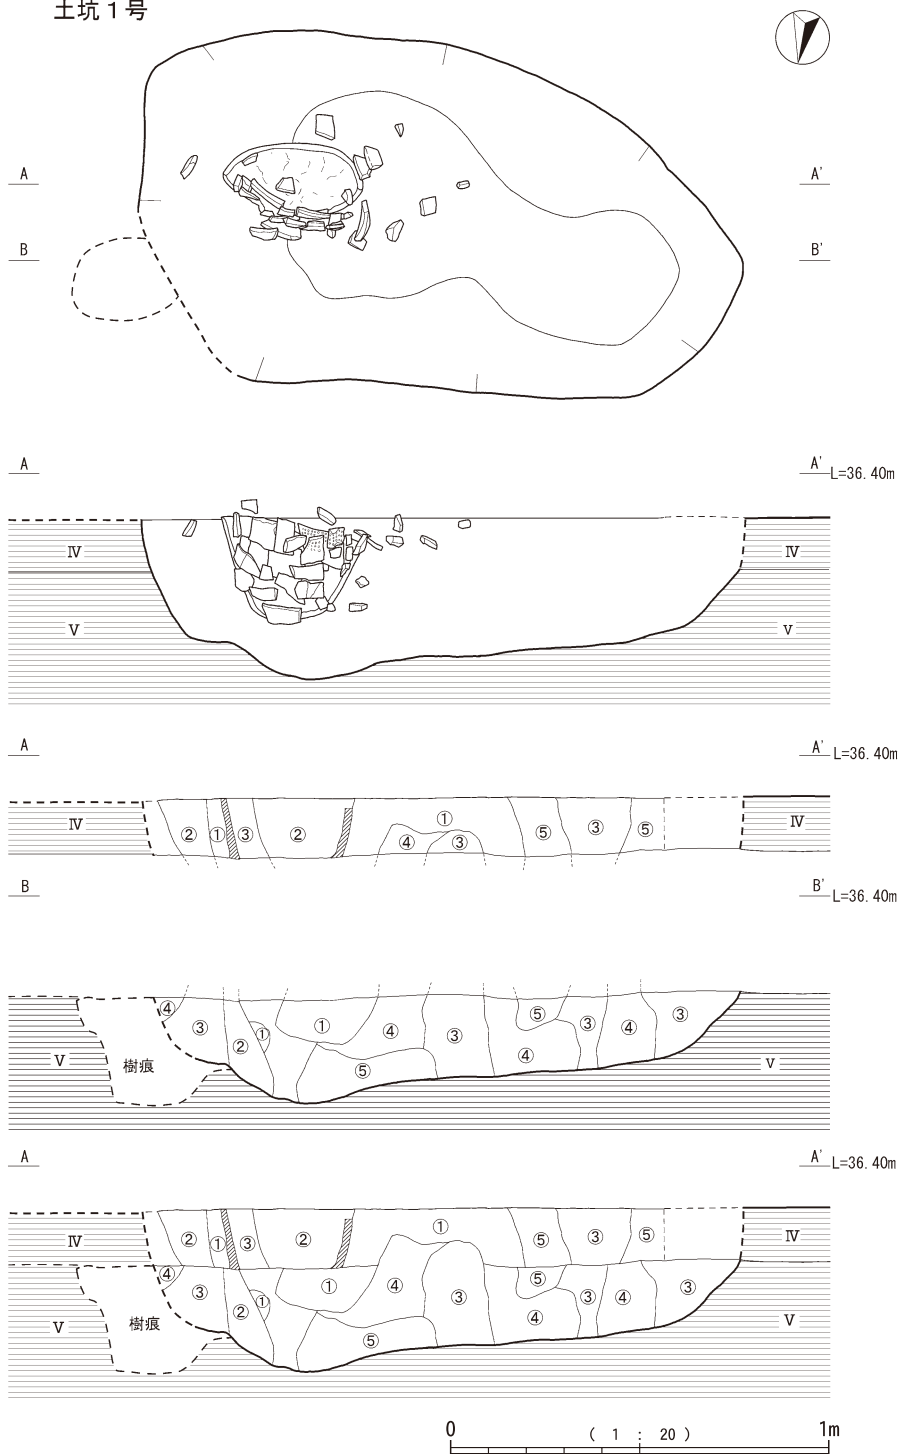 土坑1号
A A'
B B'
A A' L=36.40m
Ⅳ Ⅳ
Ⅴ Ⅴ
A A' L=36.40m
Ⅳ ② ① ③ ② ① ④ ③ ⑤ ③ ⑤ Ⅳ
B B' L=36.40m
④ ③ ② ① ① ④ ③ ⑤ ③ ④ ③
Ⅴ 樹痕 ⑤ ④ Ⅴ
A A' L=36.40m
Ⅳ ② ① ③ ② ① ⑤ ③ ⑤ Ⅳ
④ ③ ② ① ① ④ ③ ⑤ ③ ④ ③
Ⅴ 樹痕 ⑤ ④ Ⅴ
0 ( 1 : 20 ) 1m